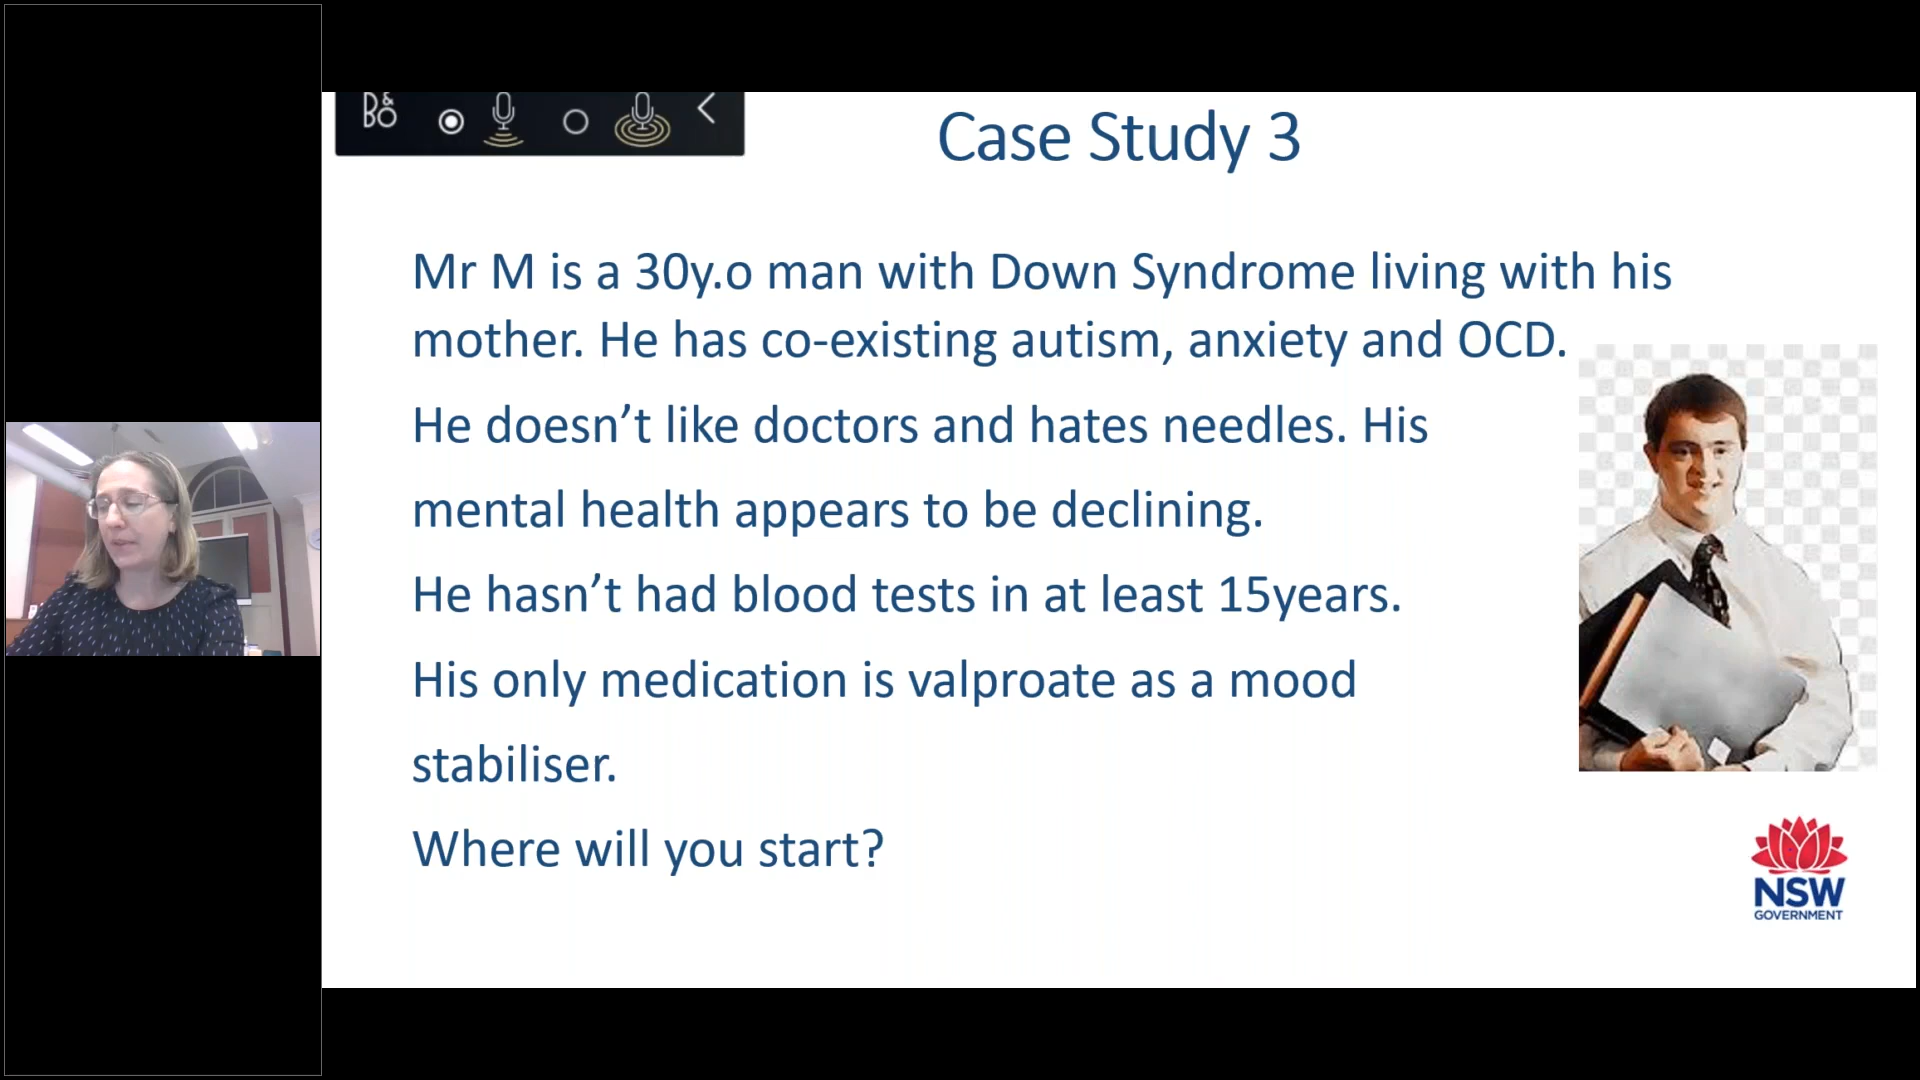 B&O
Case Study 3
Mr M is a 30y.o man with Down Syndrome living with his
mother. He has co-existing autism, anxiety and OCD.
He doesn’t like doctors and hates needles. His
mental health appears to be declining.
He hasn’t had blood tests in at least 15years.
His only medication is valproate as a mood
stabiliser.
Where will you start?
NSW
GOVERNMENT